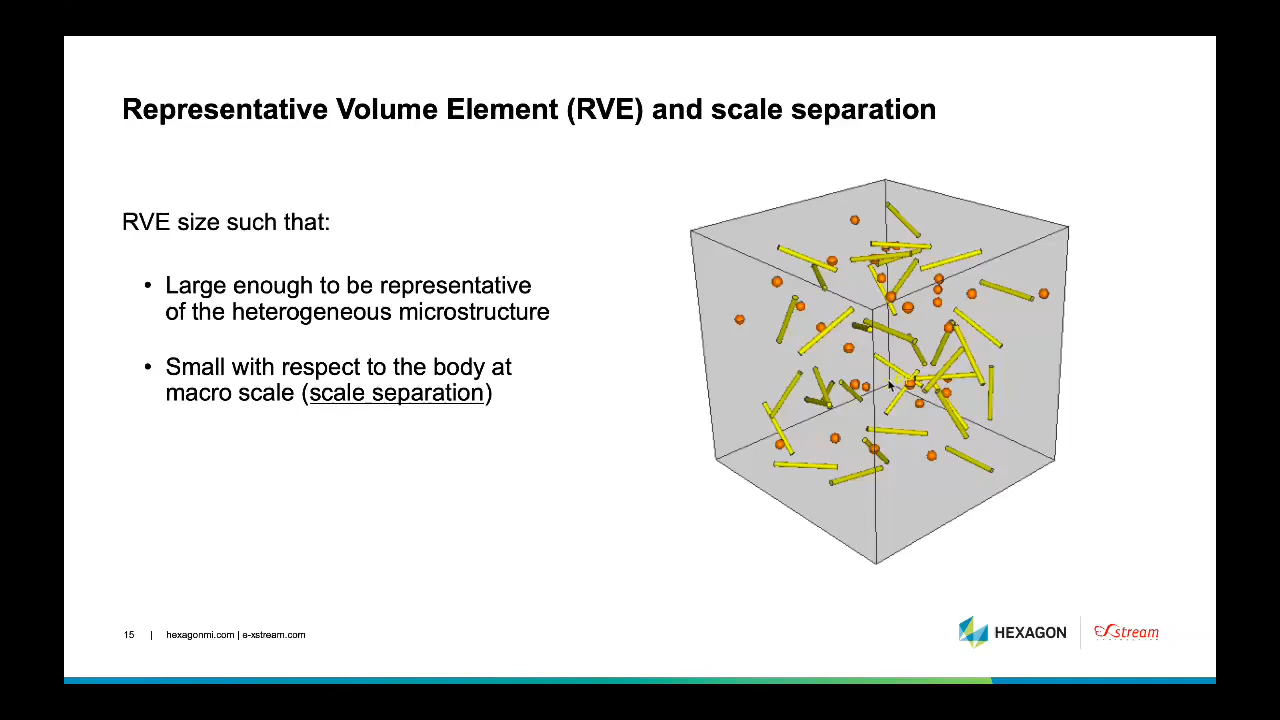 Representative Volume Element (RVE) and scale separation
RVE size such that:
• Large enough to be representative
of the heterogeneous microstructure
• Small with respect to the body at
macro scale (scale separation)
15 | hexagonmi.com | e-xstream.com
HEXAGON
stream